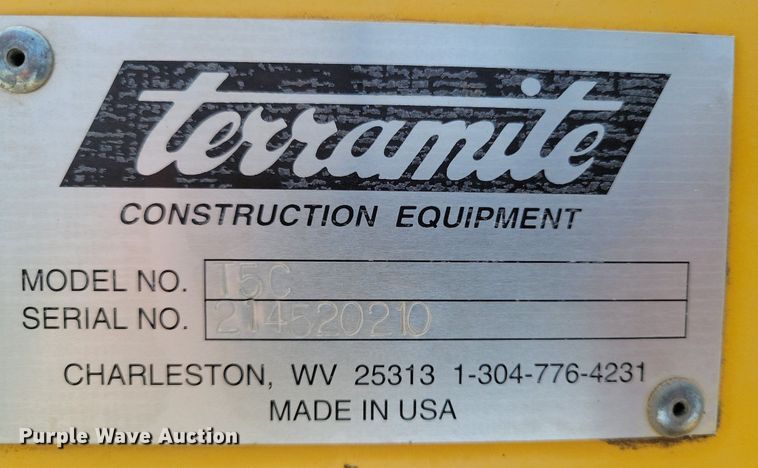 terramite
CONSTRUCTION EQUIPMENT
MODEL NO. T5C
SERIAL NO. 214520210
CHARLESTON, WV 25313 1-304-776-4231
MADE IN USA
Purple Wave Auction